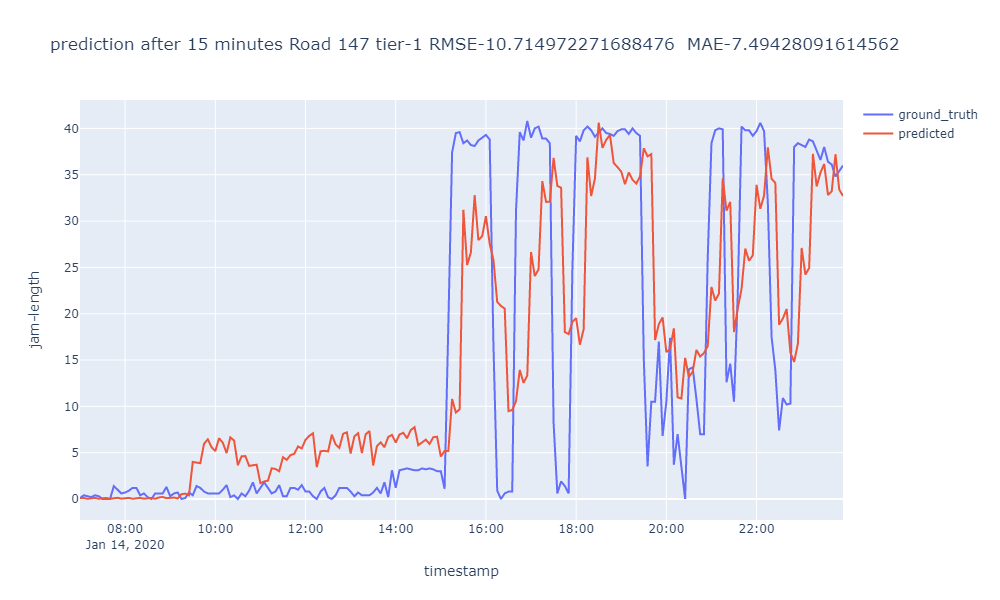 prediction after 15 minutes Road 147 tier-1 RMSE-10.714972271688476  MAE-7.49428091614562
ground_truth
predicted
40
35
30
25
20
15
10
5
0
jam-length
08:00 10:00 12:00 14:00 16:00 18:00 20:00 22:00
Jan 14, 2020
timestamp